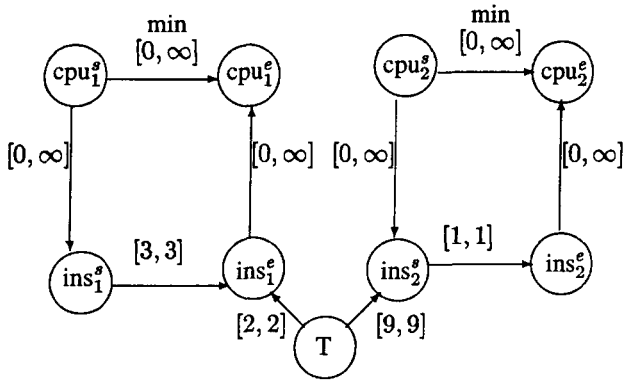 min min
[0, ∞] [0, ∞]
cpu₁ˢ cpu₁ᵉ cpu₂ˢ cpu₂ᵉ
[0, ∞] [0, ∞] [0, ∞] [0, ∞]
[3, 3] [1, 1]
ins₁ˢ ins₁ᵉ ins₂ˢ ins₂ᵉ
[2, 2] [9, 9]
T